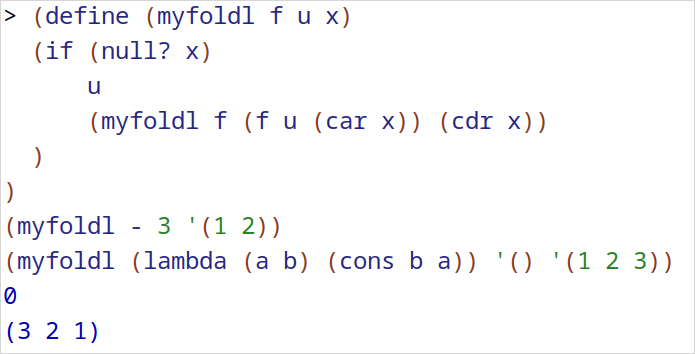 > (define (myfoldl f u x)
  (if (null? x)
      u
      (myfoldl f (f u (car x)) (cdr x))
  )
)
(myfoldl - 3 '(1 2))
(myfoldl (lambda (a b) (cons b a)) '() '(1 2 3))
0
(3 2 1)